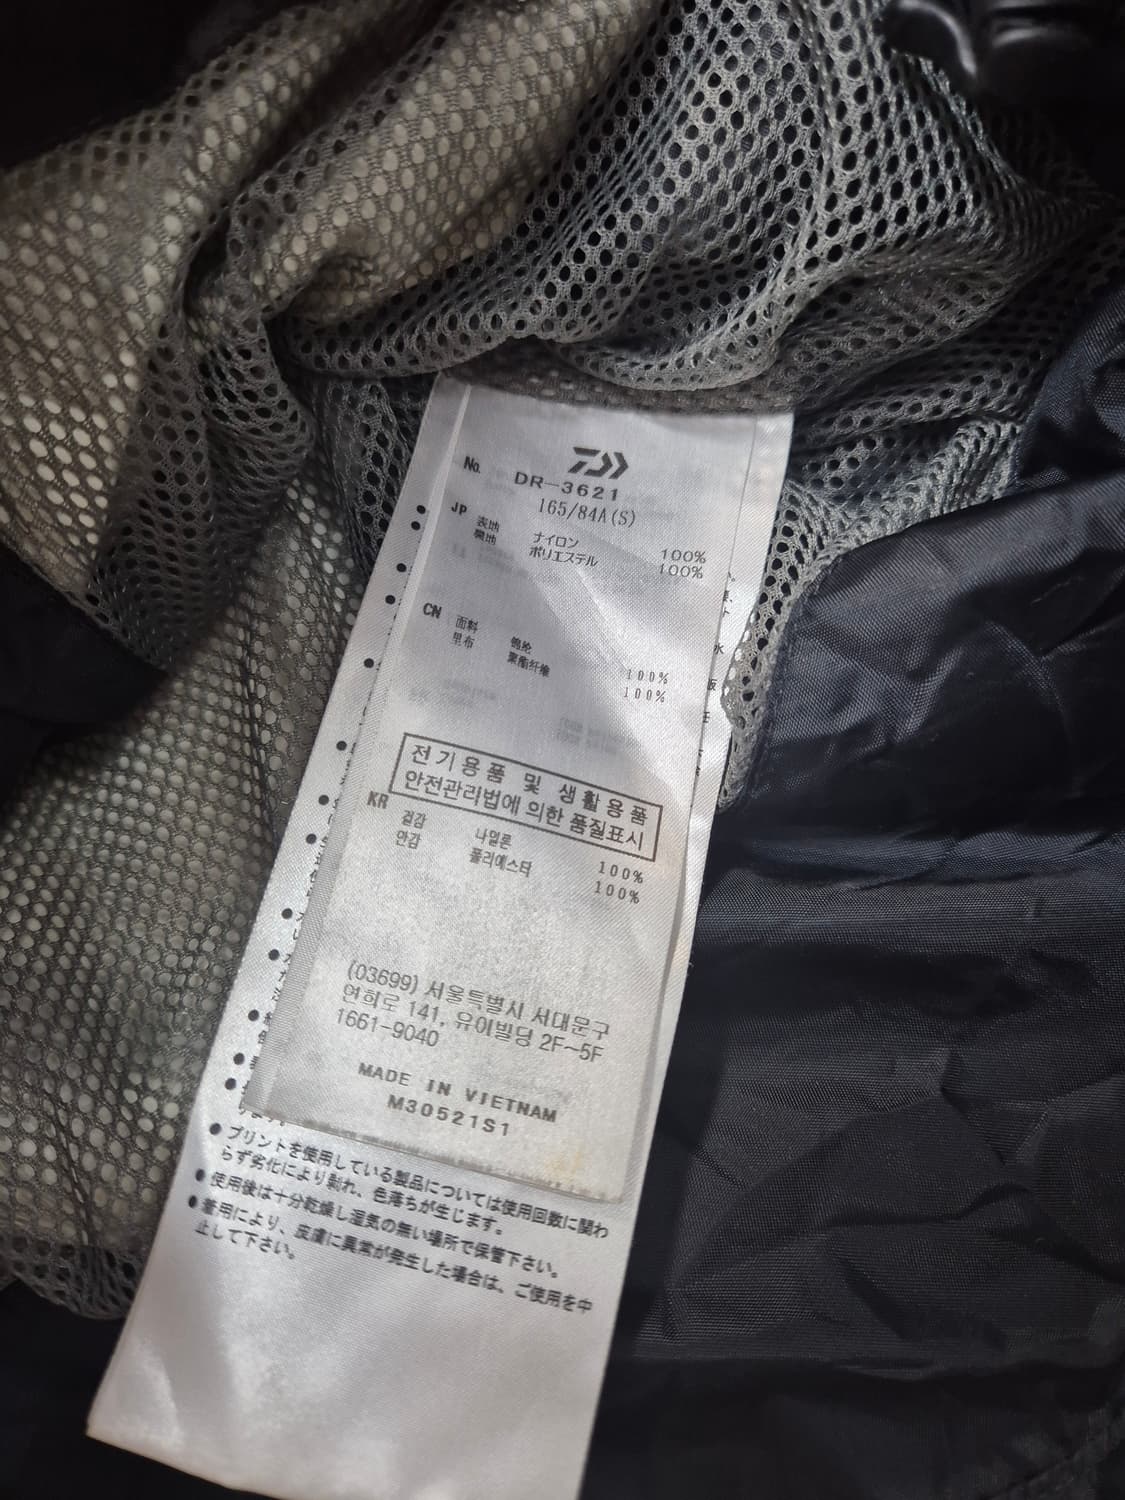 No. DR-3621
165/84A(S)
JP 表地 ナイロン 100%
裏地 ポリエステル 100%
CN 面料 锦纶 100%
里布 聚酯纤维 100%
전기용품 및 생활용품
안전관리법에 의한 품질표시
KR 겉감 나일론 100%
안감 폴리에스터 100%
(03699) 서울특별시 서대문구
연희로 141, 유이빌딩 2F~5F
1661-9040
MADE IN VIETNAM
M30521S1
●プリントを使用している製品については使用回数に関わ
らず劣化により剥れ、色落ちが生じます。
●使用後は十分乾燥し湿気の無い場所で保管下さい。
●着用により、皮膚に異常が発生した場合は、ご使用を中
止して下さい。